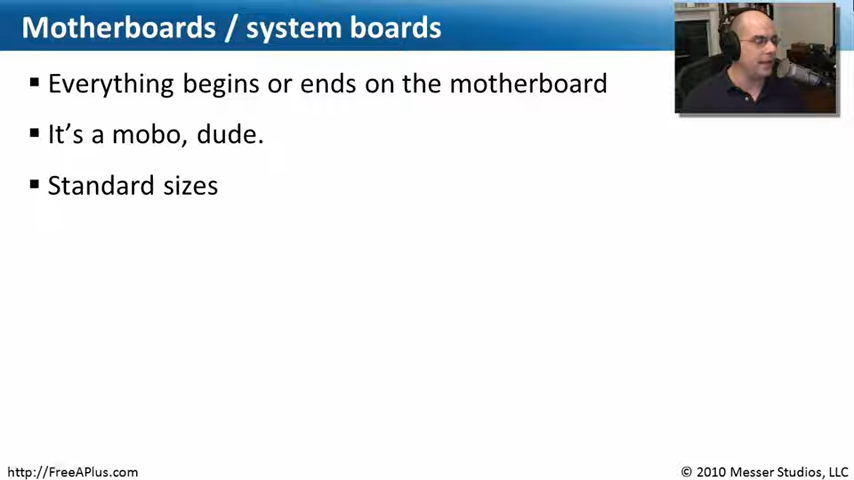 Motherboards / system boards
▪ Everything begins or ends on the motherboard
▪ It's a mobo, dude.
▪ Standard sizes
http://FreeAPlus.com
© 2010 Messer Studios, LLC